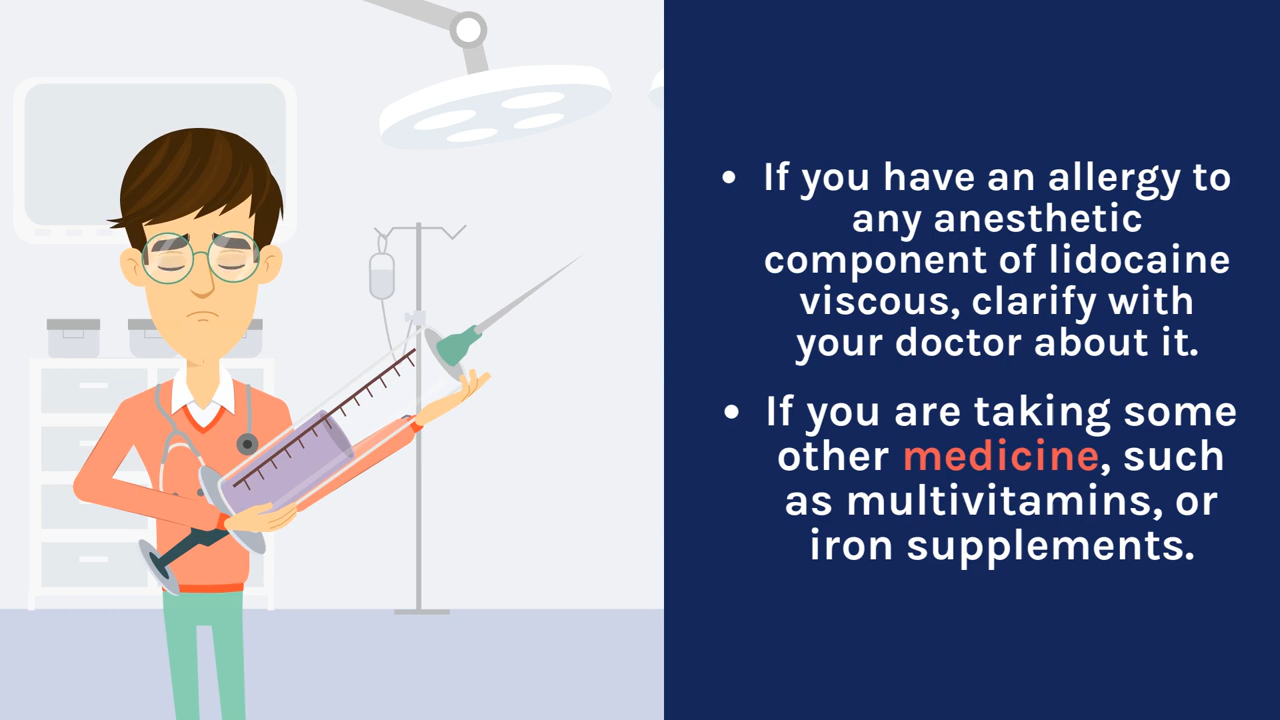 • If you have an allergy to
any anesthetic
component of lidocaine
viscous, clarify with
your doctor about it.
• If you are taking some
other medicine, such
as multivitamins, or
iron supplements.